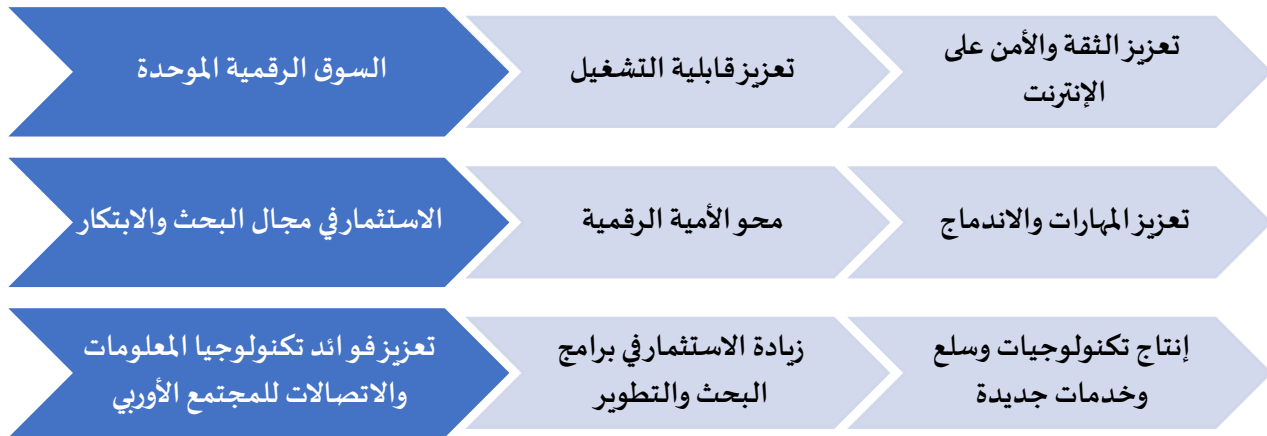 السوق الرقمية الموحدة
تعزيز قابلية التشغيل
تعزيز الثقة والأمن على
الإنترنت
الاستثمار في مجال البحث والابتكار
محو الأمية الرقمية
تعزيز المهارات والاندماج
تعزيز فوائد تكنولوجيا المعلومات
والاتصالات للمجتمع الأوربي
زيادة الاستثمار في برامج
البحث والتطوير
إنتاج تكنولوجيات وسلع
وخدمات جديدة